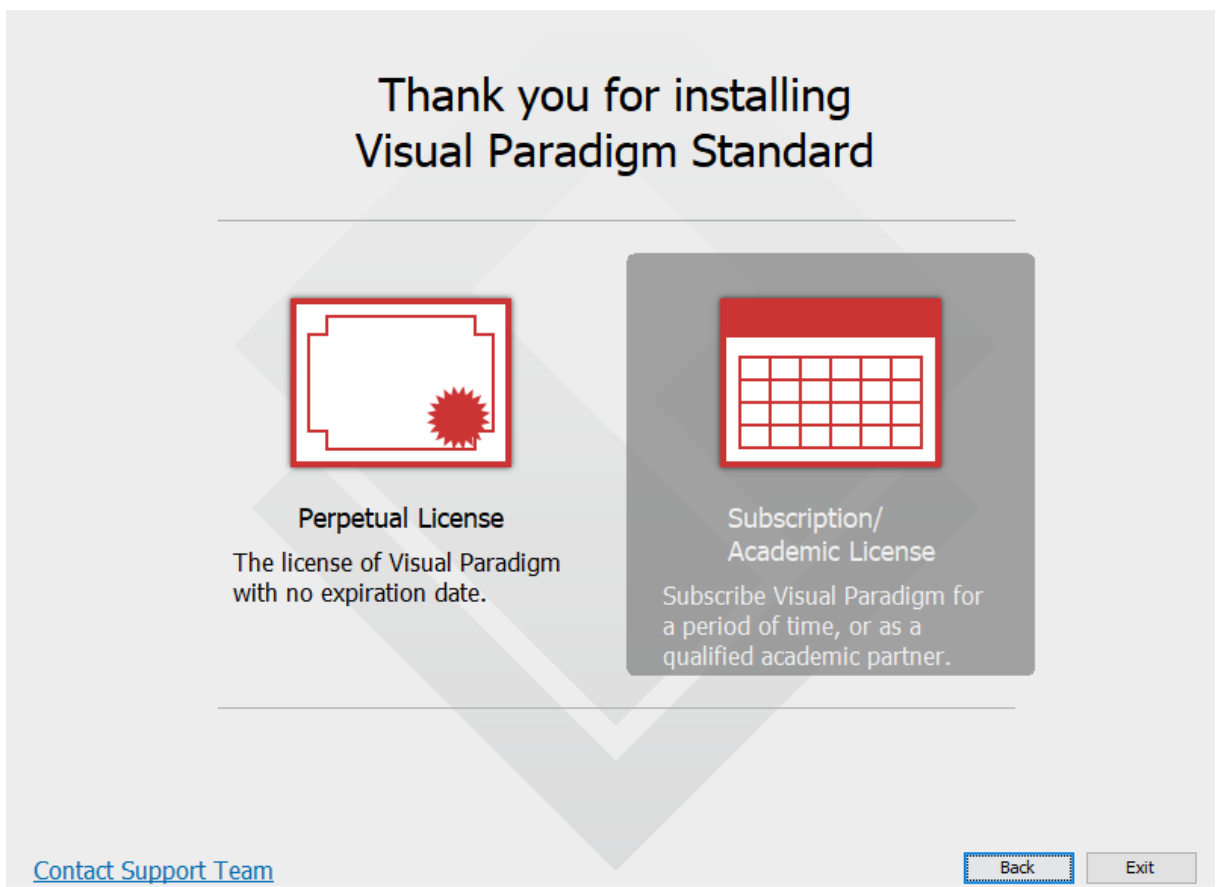 Thank you for installing
Visual Paradigm Standard
Perpetual License
The license of Visual Paradigm
with no expiration date.
Subscription/
Academic License
Subscribe Visual Paradigm for
a period of time, or as a
qualified academic partner.
Contact Support Team
Back
Exit